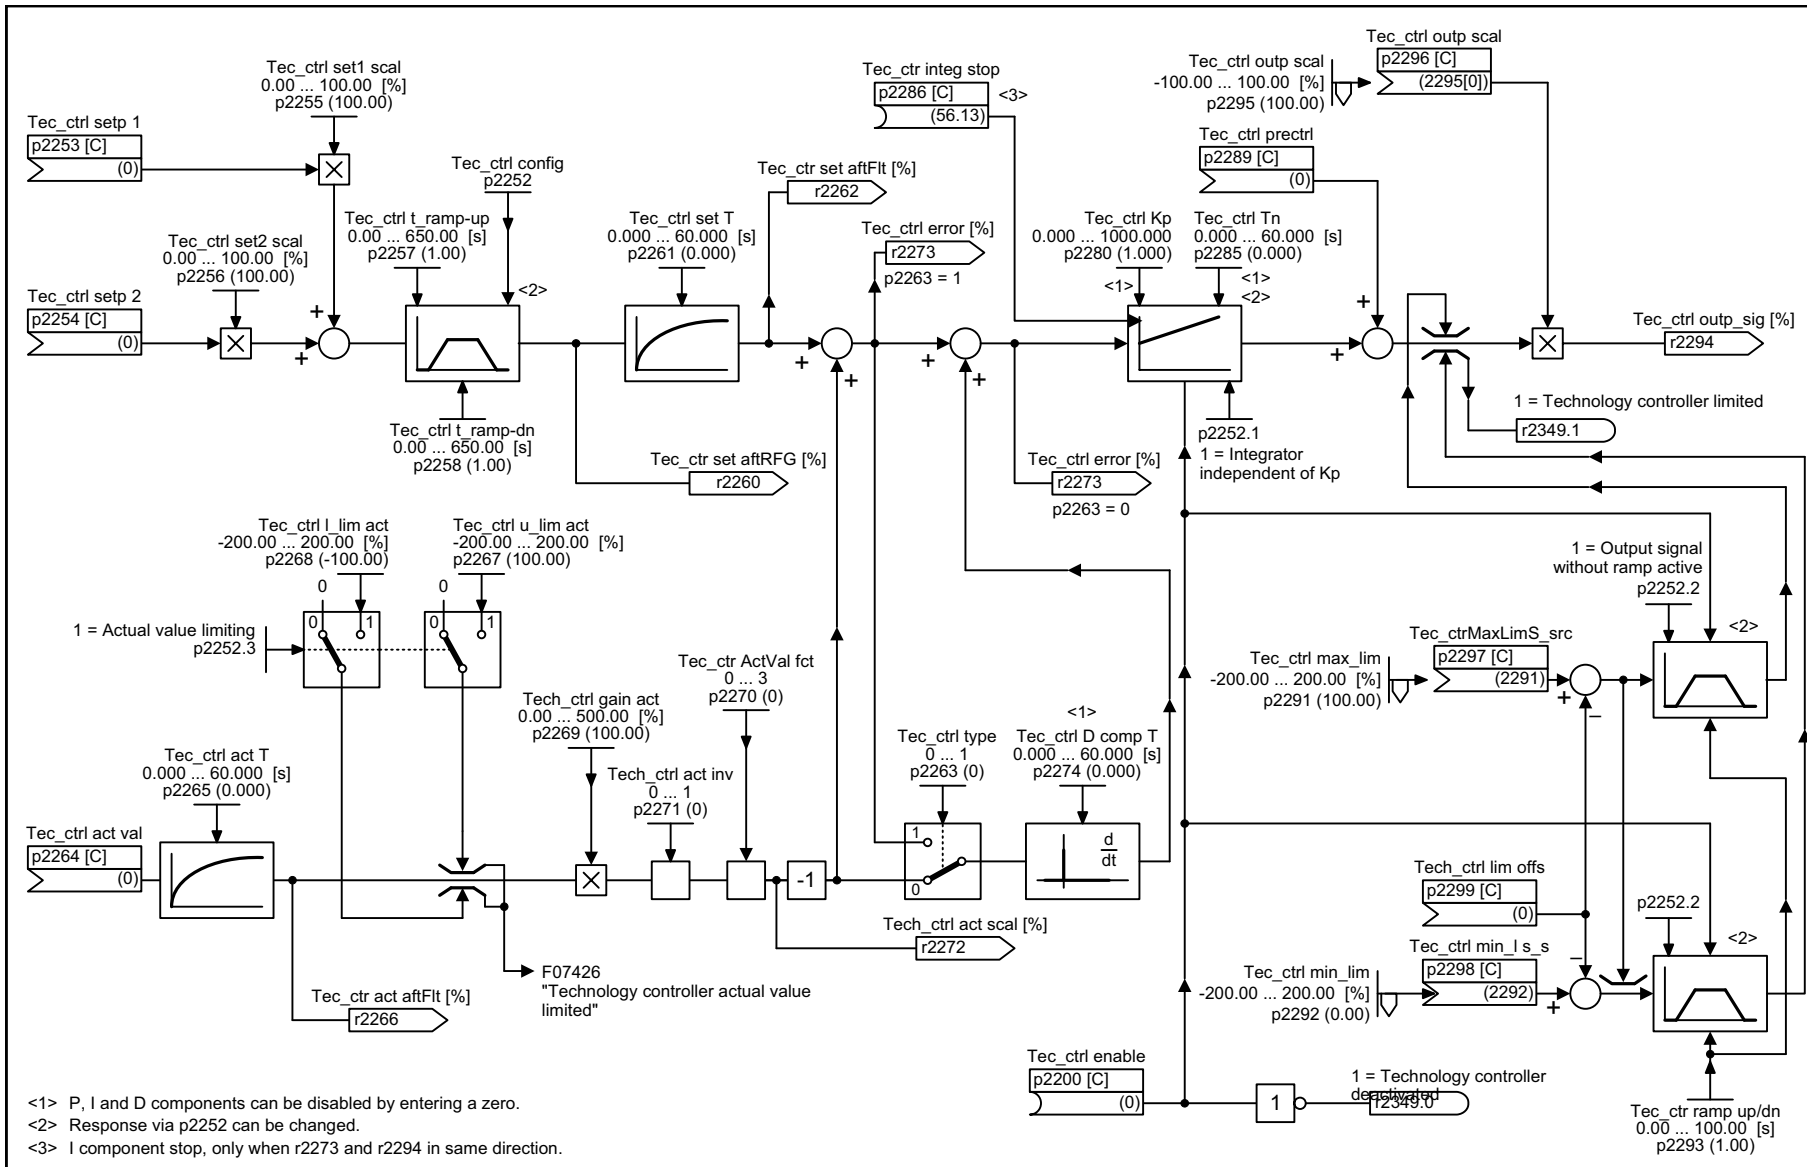 Tec_ctrl set1 scal
0.00 ... 100.00 [%]
p2255 (100.00)
Tec_ctrl setp 1
p2253 [C]
(0)
Tec_ctrl config
p2252
Tec_ctrl set2 scal
0.00 ... 100.00 [%]
p2256 (100.00)
Tec_ctrl t_ramp-up
0.00 ... 650.00 [s]
p2257 (1.00)
<2>
Tec_ctrl setp 2
p2254 [C]
(0)
+
+
Tec_ctrl t_ramp-dn
0.00 ... 650.00 [s]
p2258 (1.00)
Tec_ctrl set T
0.000 ... 60.000 [s]
p2261 (0.000)
Tec_ctr set aftFlt [%]
r2262
Tec_ctr set aftRFG [%]
r2260
Tec_ctr integ stop
p2286 [C]
<3>
(56.13)
Tec_ctrl error [%]
r2273
p2263 = 1
+
+
+
+
Tec_ctrl error [%]
r2273
p2263 = 0
Tec_ctrl Kp
0.000 ... 1000.000
p2280 (1.000)
<1>
Tec_ctrl Tn
0.000 ... 60.000 [s]
p2285 (0.000)
<1>
<2>
p2252.1
1 = Integrator
independent of Kp
Tec_ctrl outp scal
-100.00 ... 100.00 [%]
p2295 (100.00)
Tec_ctrl outp scal
p2296 [C]
(2295[0])
Tec_ctrl prectrl
p2289 [C]
(0)
+
+
Tec_ctrl outp_sig [%]
r2294
1 = Technology controller limited
r2349.1
Tec_ctrl l_lim act
-200.00 ... 200.00 [%]
p2268 (-100.00)
0
0
1
Tec_ctrl u_lim act
-200.00 ... 200.00 [%]
p2267 (100.00)
0
0
1
1 = Actual value limiting
p2252.3
Tec_ctrl act T
0.000 ... 60.000 [s]
p2265 (0.000)
Tec_ctrl act val
p2264 [C]
(0)
Tec_ctr act aftFlt [%]
r2266
F07426
"Technology controller actual value
limited"
Tech_ctrl gain act
0.00 ... 500.00 [%]
p2269 (100.00)
Tech_ctrl act inv
0 ... 1
p2271 (0)
Tec_ctr ActVal fct
0 ... 3
p2270 (0)
-1
Tech_ctrl act scal [%]
r2272
Tec_ctrl type
0 ... 1
p2263 (0)
1
0
<1>
Tec_ctrl D comp T
0.000 ... 60.000 [s]
p2274 (0.000)
d
dt
1 = Output signal
without ramp active
p2252.2
<2>
Tec_ctrl max_lim
-200.00 ... 200.00 [%]
p2291 (100.00)
Tec_ctrMaxLimS_src
p2297 [C]
(2291)
+
–
Tech_ctrl lim offs
p2299 [C]
(0)
p2252.2
<2>
Tec_ctrl min_lim
-200.00 ... 200.00 [%]
p2292 (0.00)
Tec_ctrl min_l s_s
p2298 [C]
(2292)
–
+
Tec_ctr ramp up/dn
0.00 ... 100.00 [s]
p2293 (1.00)
Tec_ctrl enable
p2200 [C]
(0)
1
1 = Technology controller
deactivated
r2349.0
<1> P, I and D components can be disabled by entering a zero.
<2> Response via p2252 can be changed.
<3> I component stop, only when r2273 and r2294 in same direction.